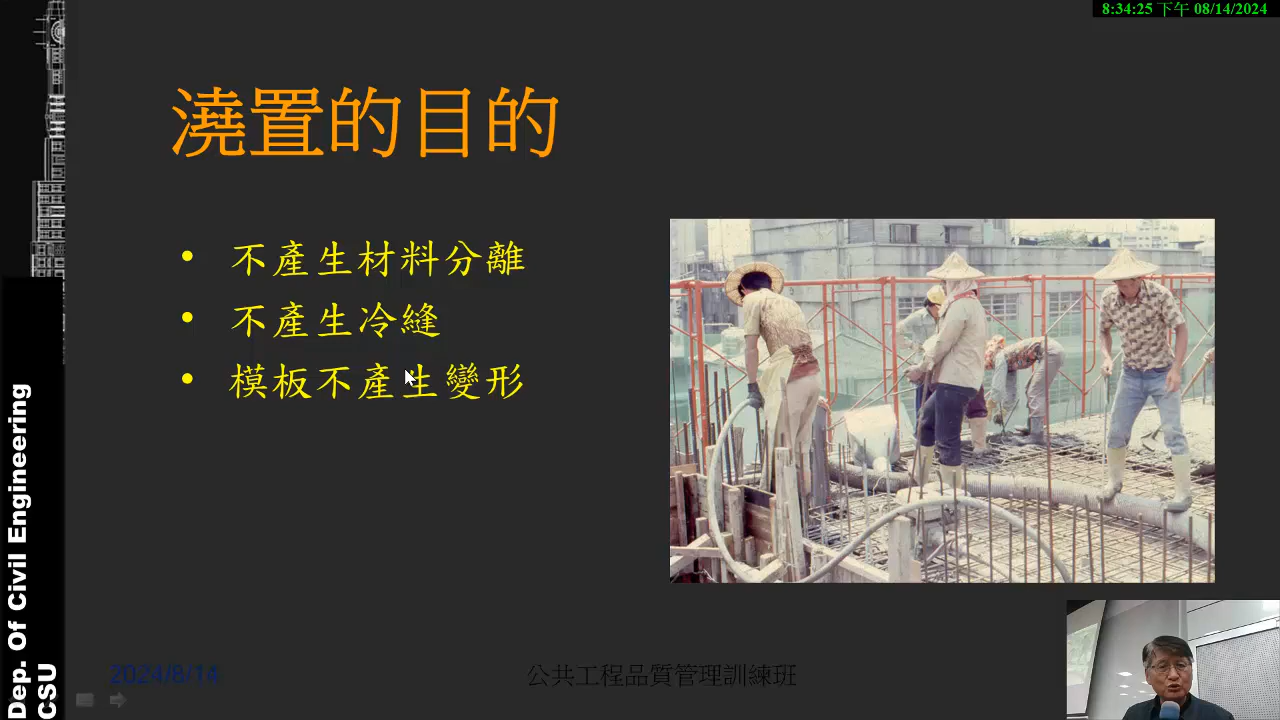 8:34:25 下午 08/14/2024
澆置的目的
• 不產生材料分離
• 不產生冷縫
• 模板不產生變形
Dep. Of Civil Engineering
CSU
2024/8/14
公共工程品質管理訓練班